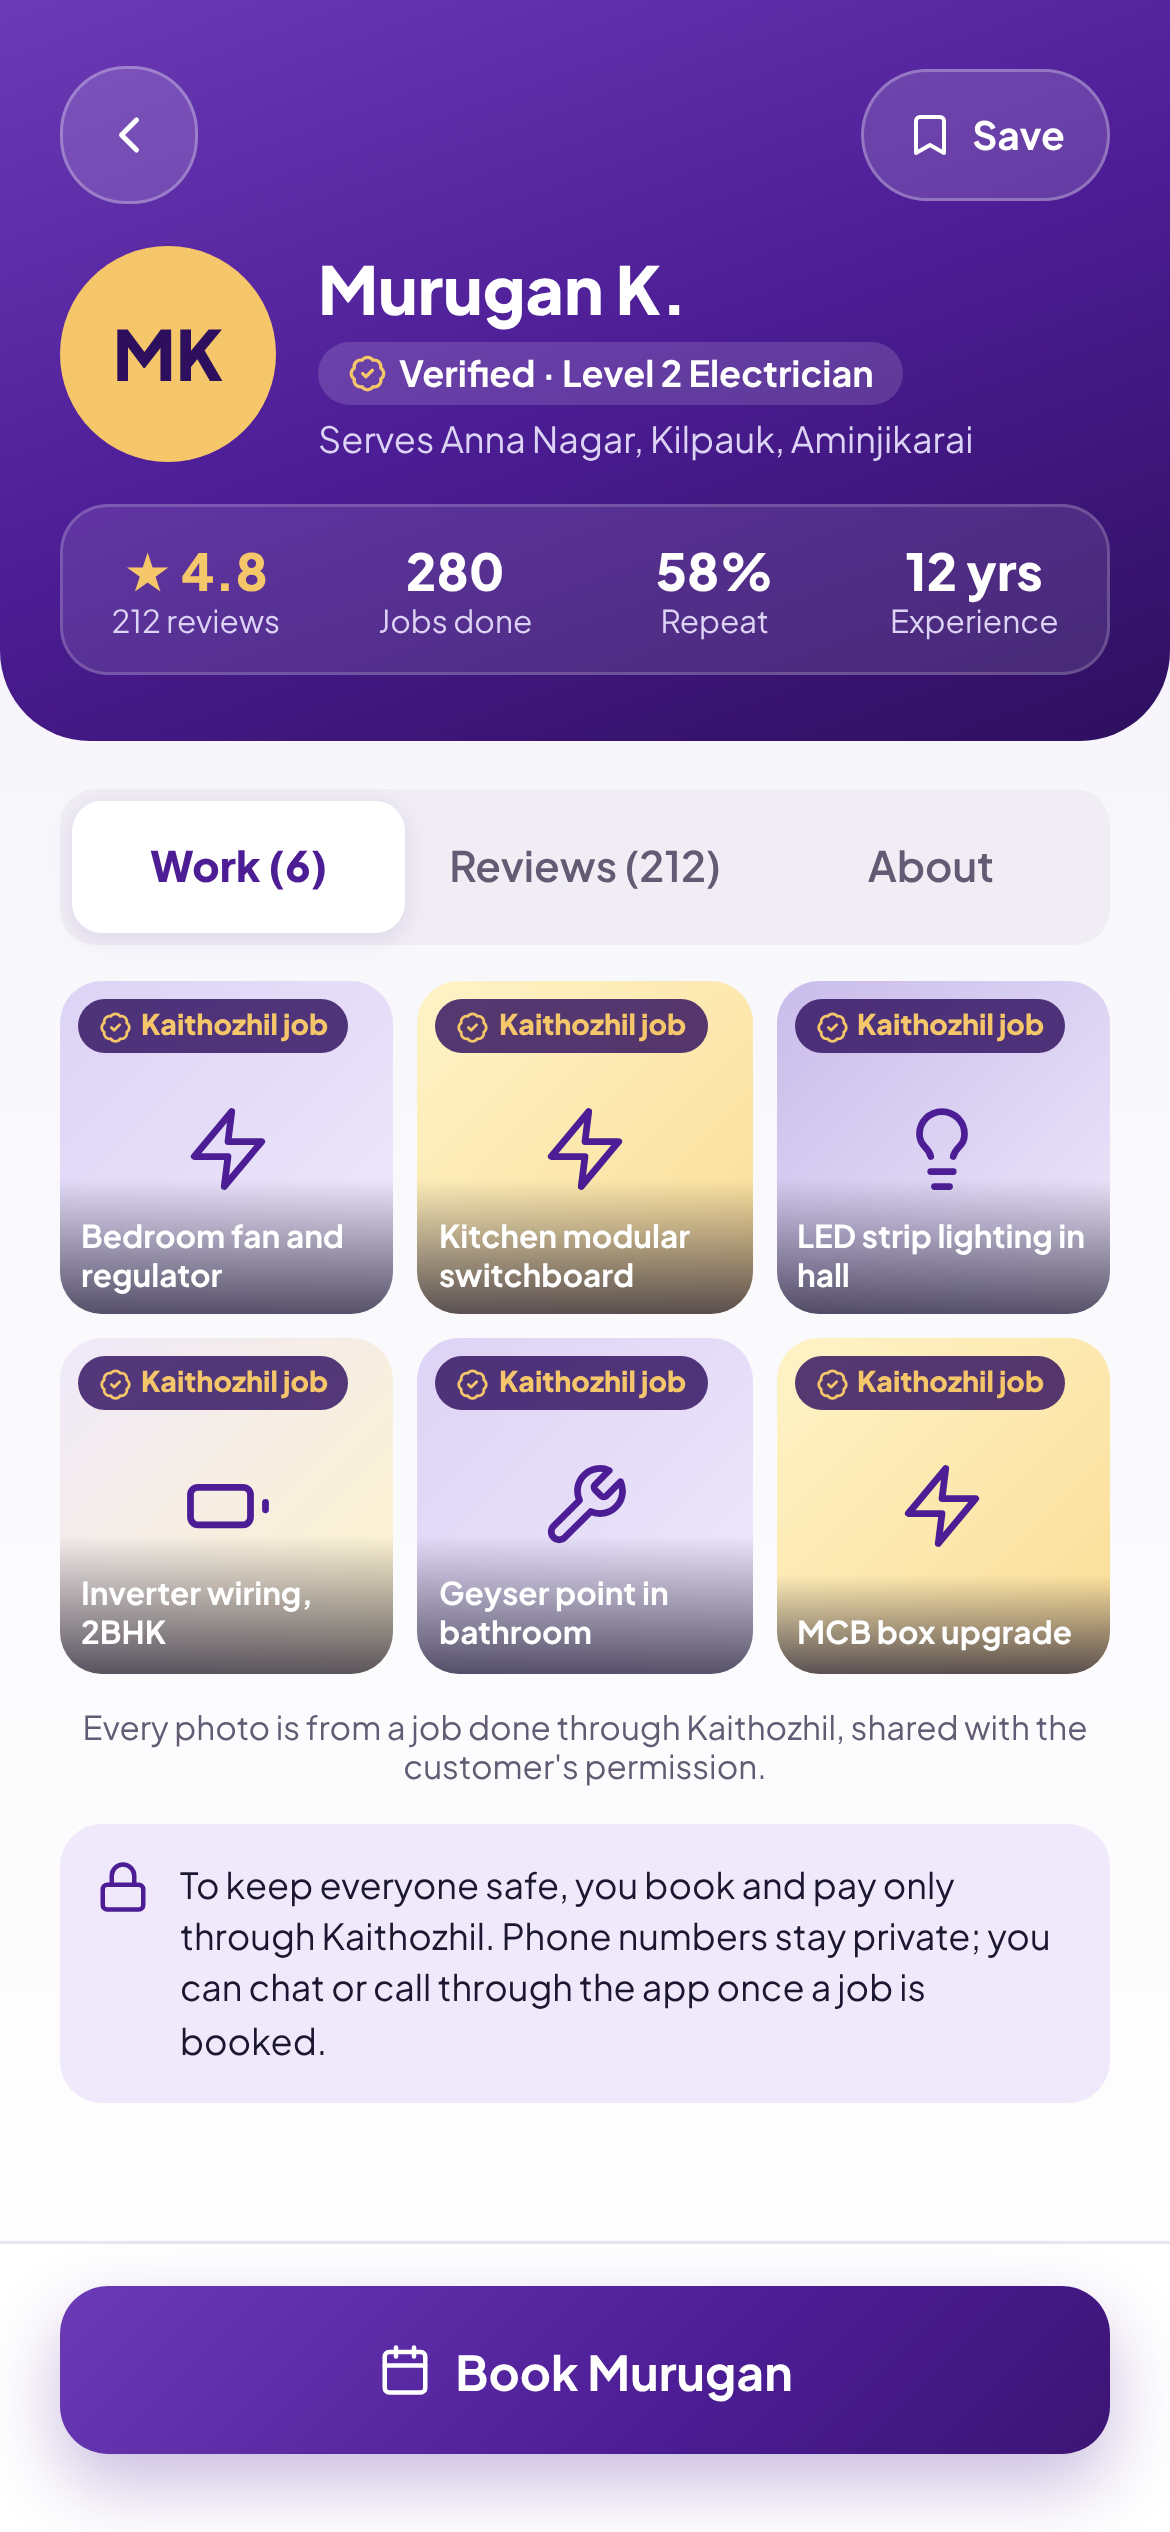 Save
MK
Murugan K.
Verified · Level 2 Electrician
Serves Anna Nagar, Kilpauk, Aminjikarai
★ 4.8
212 reviews
280
Jobs done
58%
Repeat
12 yrs
Experience
Work (6)
Reviews (212)
About
Kaithozhil job
Bedroom fan and
regulator
Kaithozhil job
Kitchen modular
switchboard
Kaithozhil job
LED strip lighting in
hall
Kaithozhil job
Inverter wiring,
2BHK
Kaithozhil job
Geyser point in
bathroom
Kaithozhil job
MCB box upgrade
Every photo is from a job done through Kaithozhil, shared with the
customer's permission.
To keep everyone safe, you book and pay only
through Kaithozhil. Phone numbers stay private; you
can chat or call through the app once a job is
booked.
Book Murugan